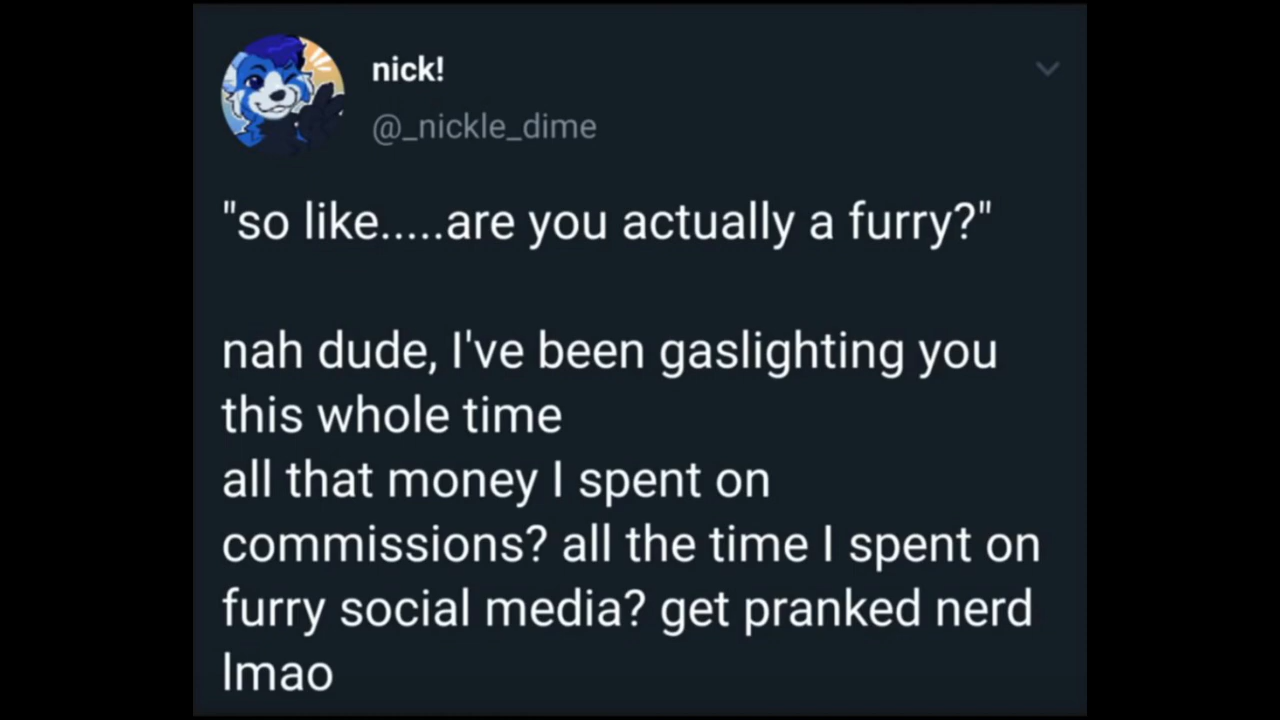 nick!
@_nickle_dime
"so like.....are you actually a furry?"
nah dude, I've been gaslighting you
this whole time
all that money I spent on
commissions? all the time I spent on
furry social media? get pranked nerd
lmao